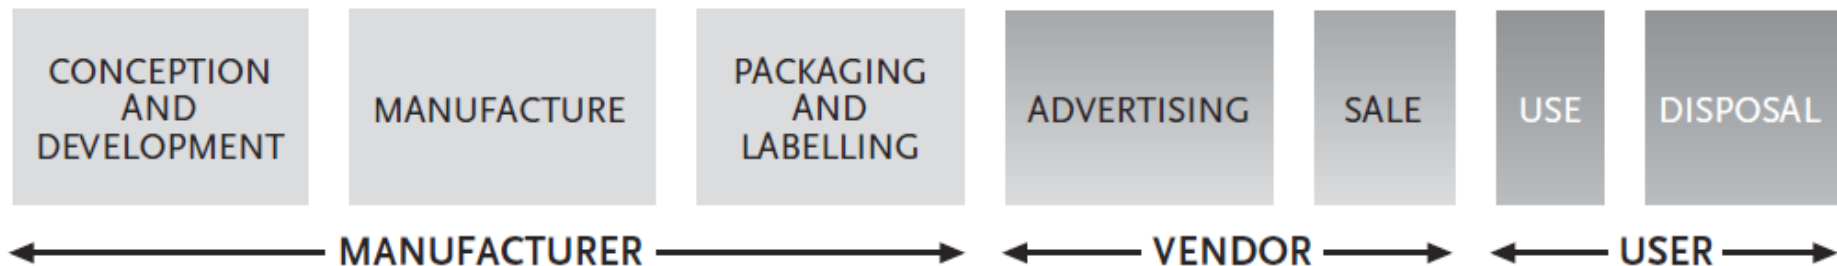 CONCEPTION
AND
DEVELOPMENT
MANUFACTURE
PACKAGING
AND
LABELLING
ADVERTISING
SALE
USE
DISPOSAL
MANUFACTURER
VENDOR
USER